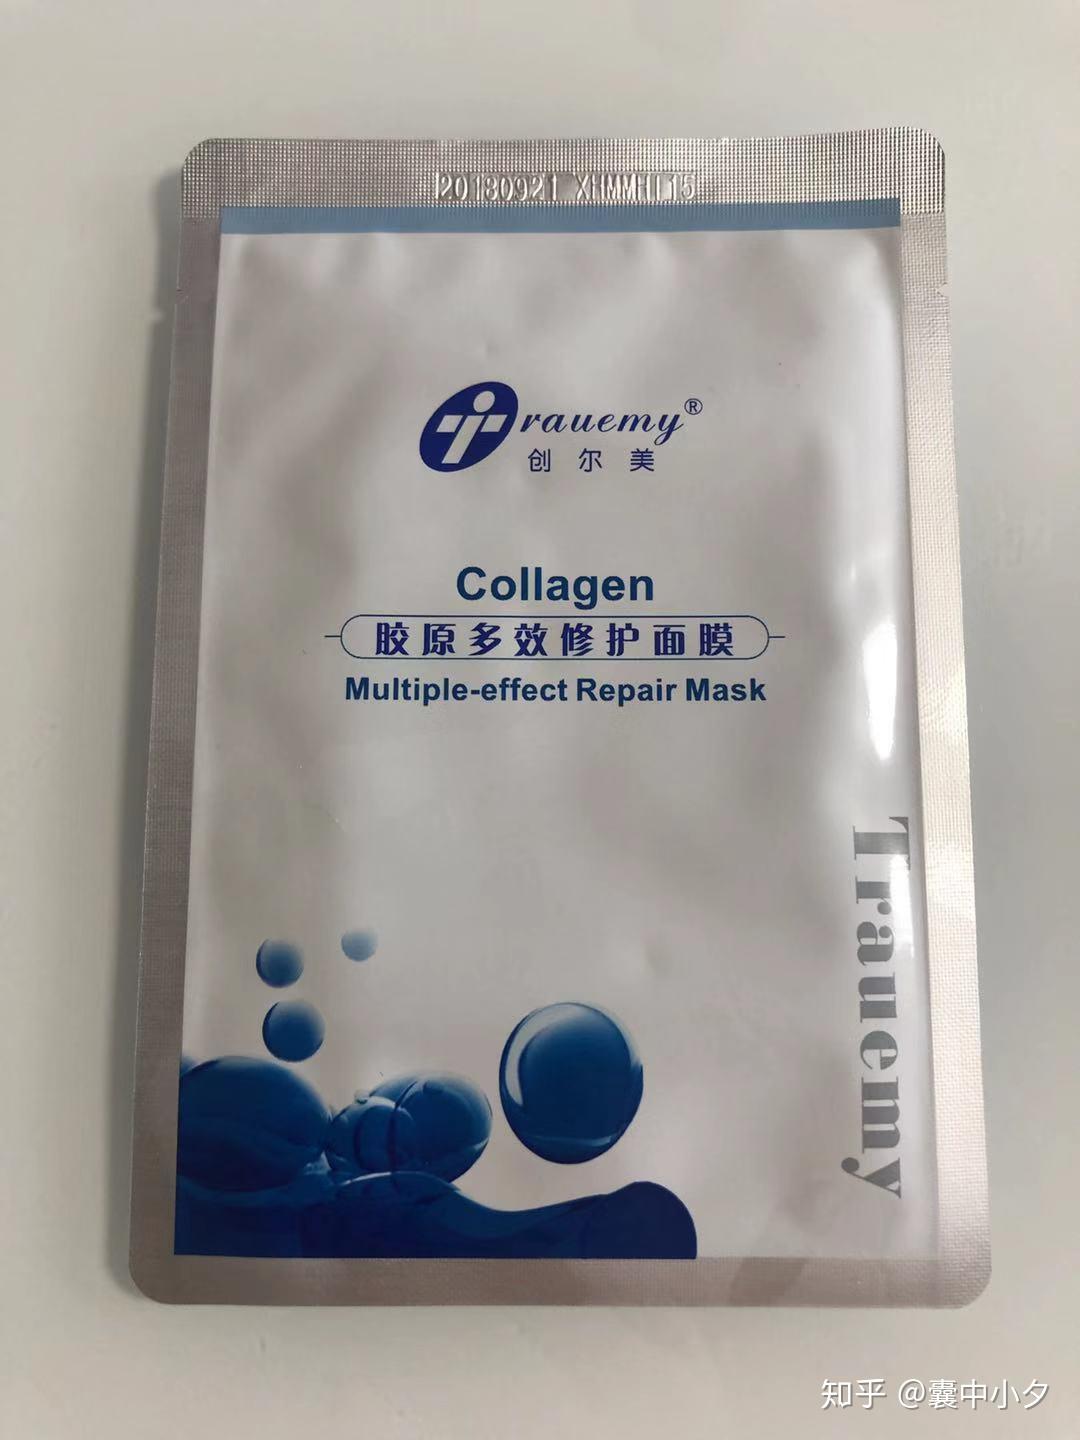 20180921 XHMMHI15
Trauemy®
创尔美
Collagen
胶原多效修护面膜
Multiple-effect Repair Mask
Trauemy
知乎 @囊中小夕